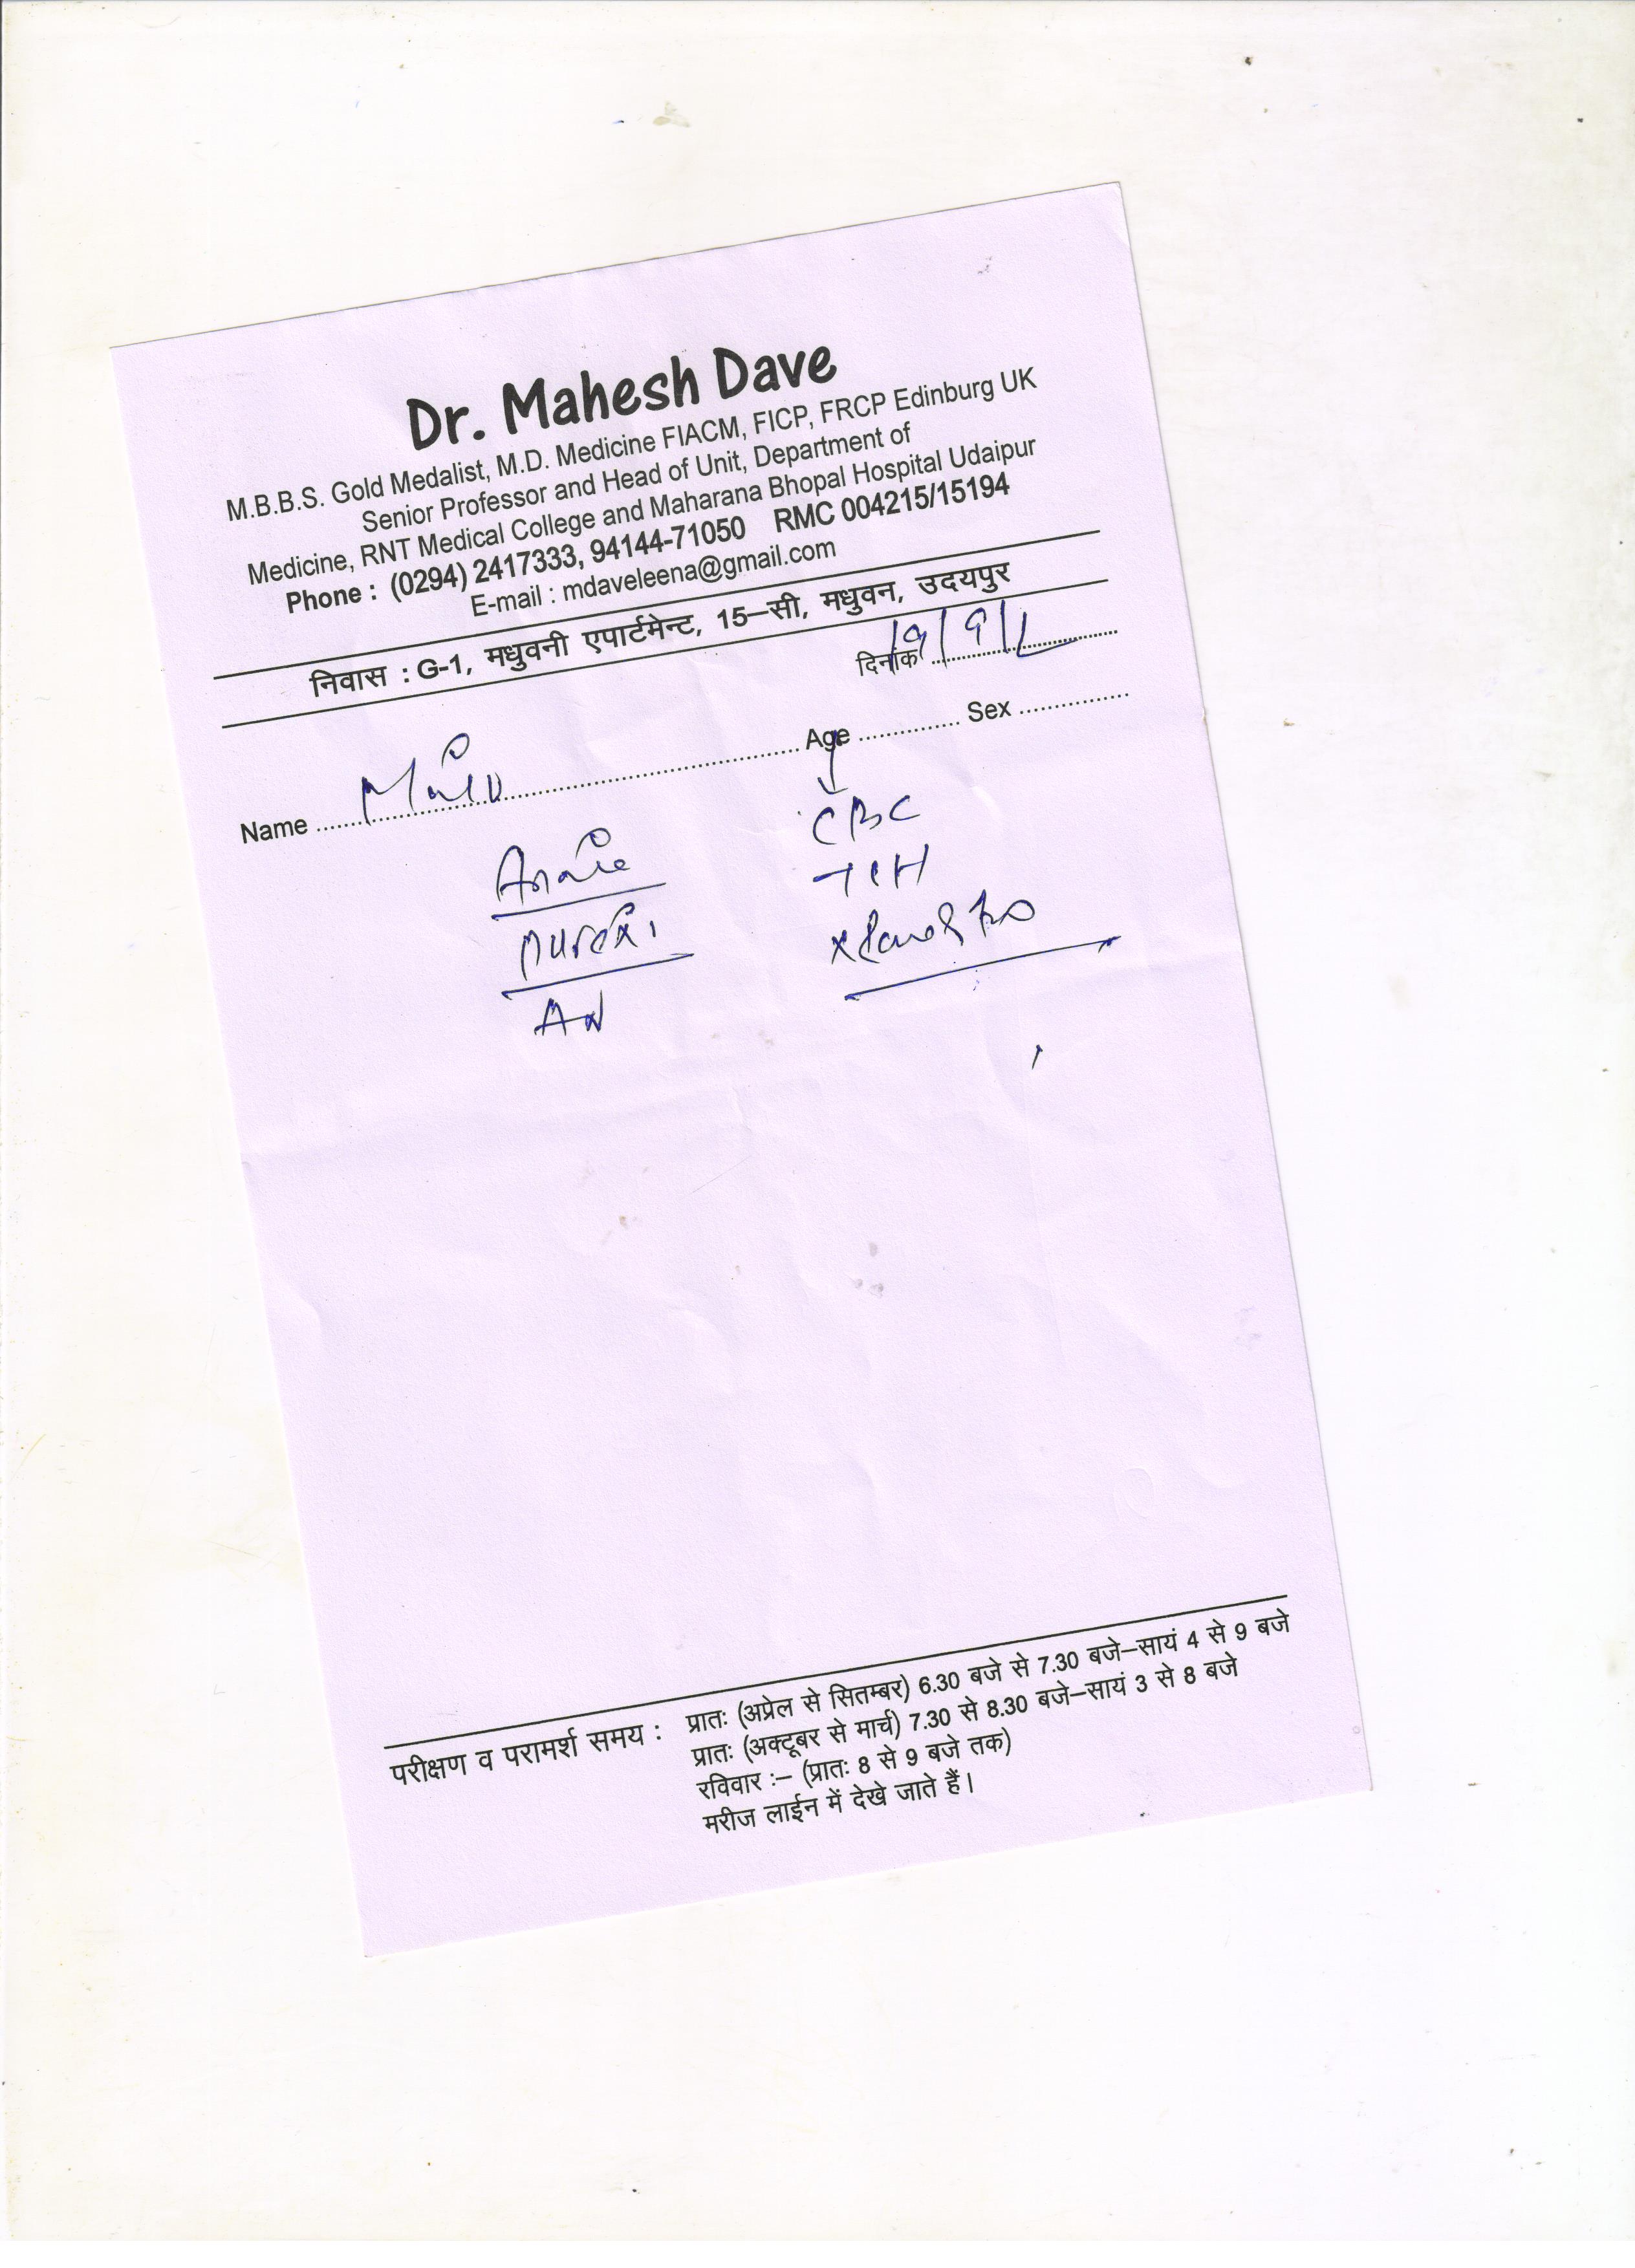 Dr. Mahesh Dave
M.B.B.S. Gold Medalist, M.D. Medicine FIACM, FICP, FRCP Edinburg UK
Senior Professor and Head of Unit, Department of
Medicine, RNT Medical College and Maharana Bhopal Hospital Udaipur
Phone : (0294) 2417333, 94144-71050 RMC 004215/15194
E-mail : mdaveleena@gmail.com
निवास : G-1, मधुवनी एपार्टमेन्ट, 15–सी, मधुवन, उदयपुर
दिनांक
Name Age Sex
CBC
परीक्षण व परामर्श समय : प्रातः (अप्रेल से सितम्बर) 6.30 बजे से 7.30 बजे–सायं 4 से 9 बजे
प्रातः (अक्टूबर से मार्च) 7.30 से 8.30 बजे–सायं 3 से 8 बजे
रविवार :– (प्रातः 8 से 9 बजे तक)
मरीज लाईन में देखे जाते हैं।